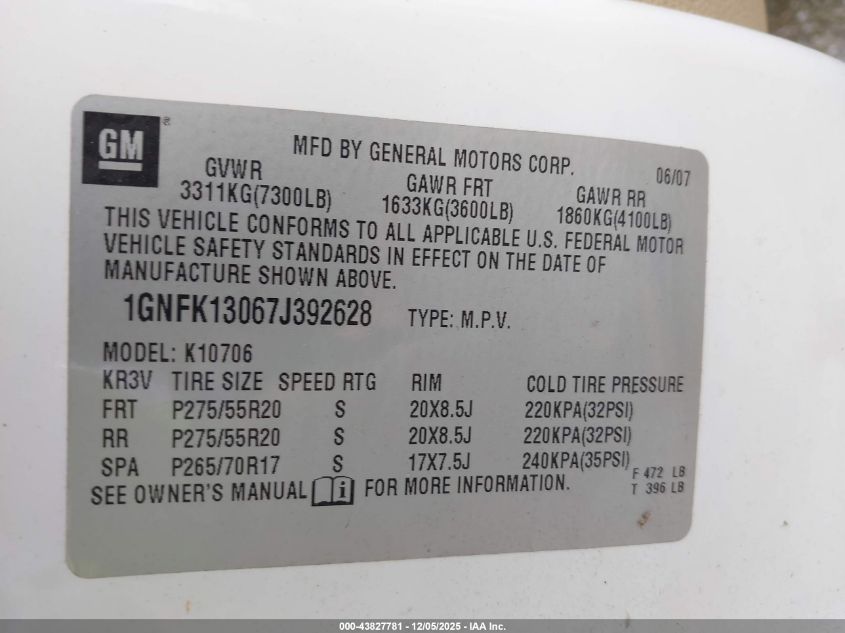 GM ®
MFD BY GENERAL MOTORS CORP. 06/07
GVWR GAWR FRT GAWR RR
3311KG(7300LB) 1633KG(3600LB) 1860KG(4100LB)
THIS VEHICLE CONFORMS TO ALL APPLICABLE U.S. FEDERAL MOTOR
VEHICLE SAFETY STANDARDS IN EFFECT ON THE DATE OF
MANUFACTURE SHOWN ABOVE.
1GNFK13067J392628 TYPE: M.P.V.
MODEL: K10706
KR3V TIRE SIZE SPEED RTG RIM COLD TIRE PRESSURE
FRT P275/55R20 S 20X8.5J 220KPA(32PSI)
RR P275/55R20 S 20X8.5J 220KPA(32PSI)
SPA P265/70R17 S 17X7.5J 240KPA(35PSI)
F 472 LB
SEE OWNER'S MANUAL i FOR MORE INFORMATION.
T 396 LB
000-43827781 - 12/05/2025 - IAA Inc.